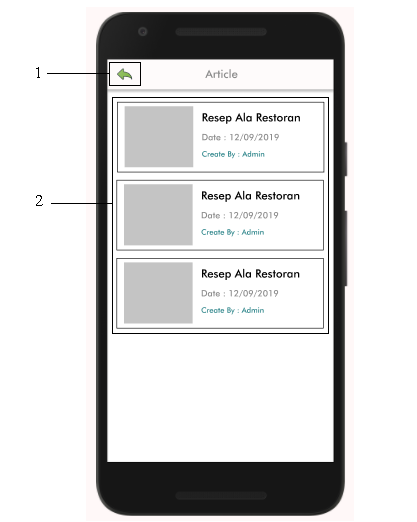 1
Article
Resep Ala Restoran
Date : 12/09/2019
Create By : Admin
2
Resep Ala Restoran
Date : 12/09/2019
Create By : Admin
Resep Ala Restoran
Date : 12/09/2019
Create By : Admin